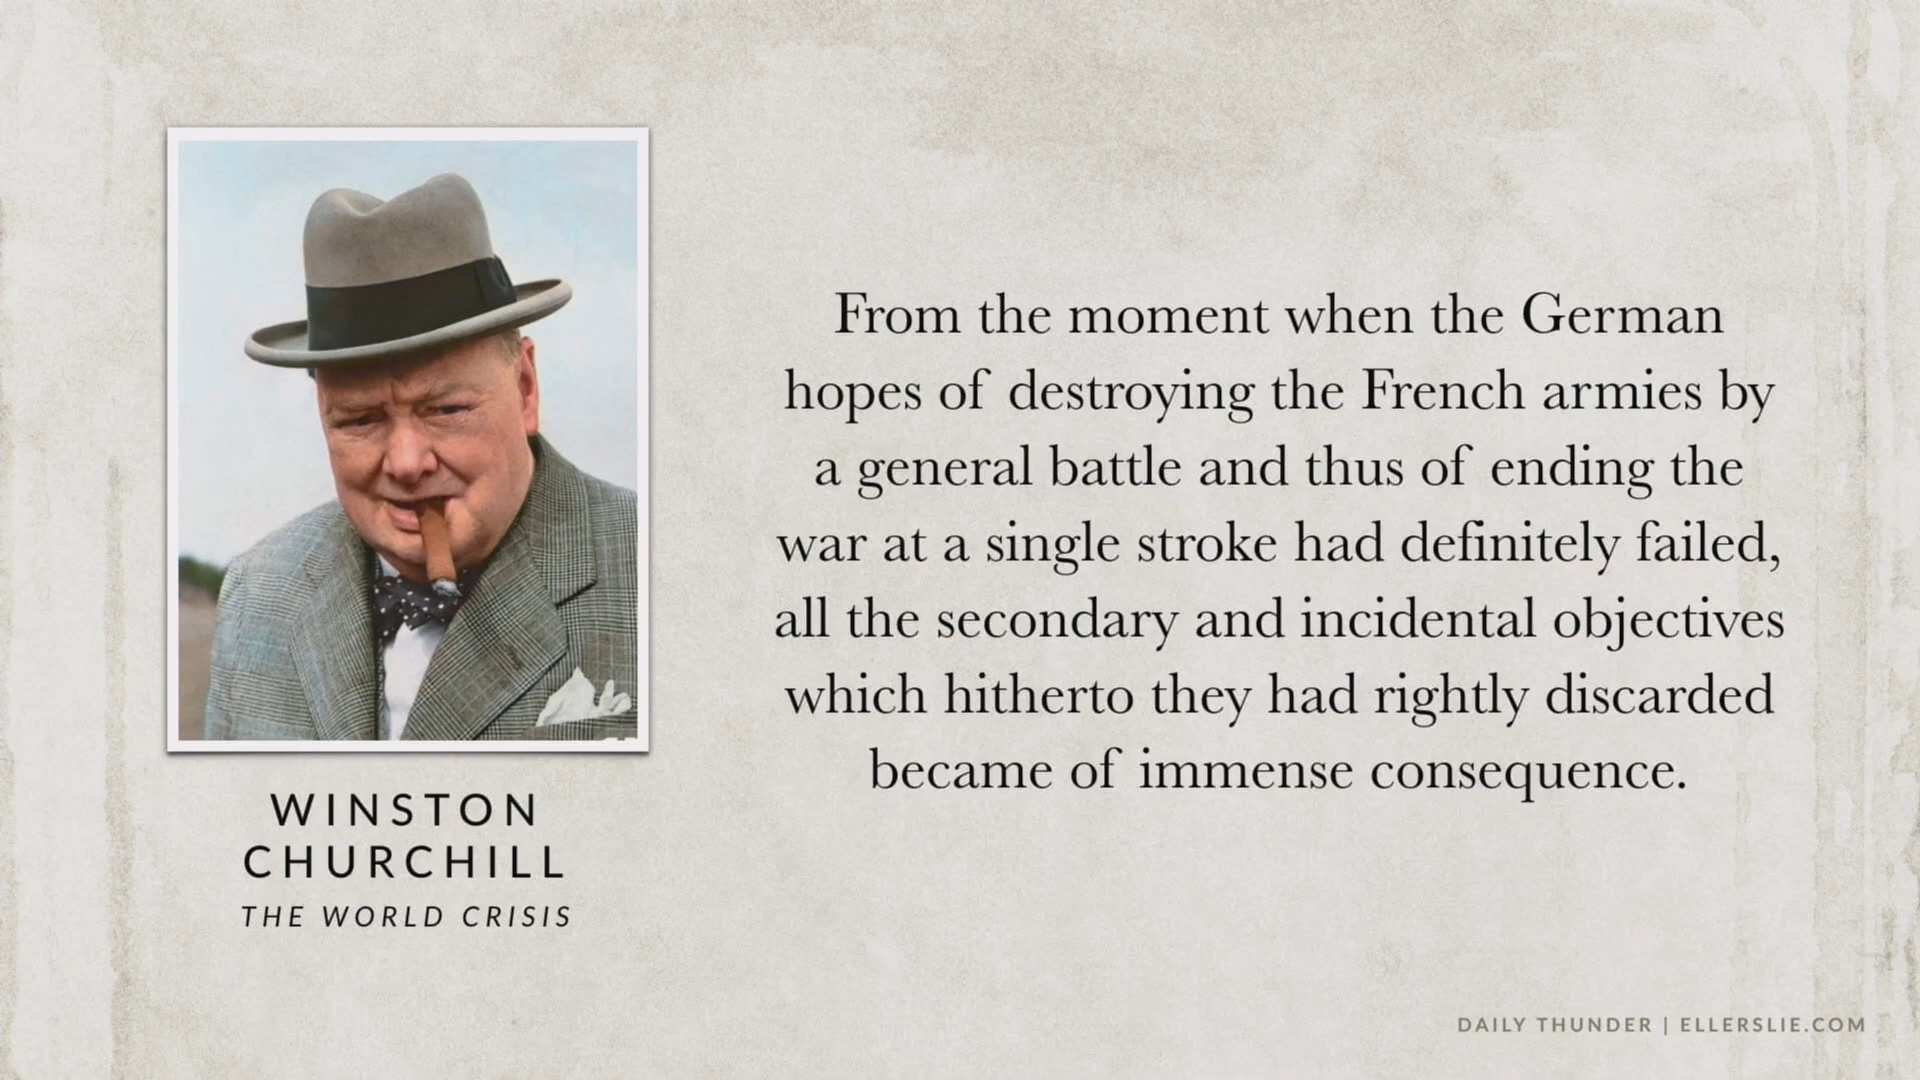 From the moment when the German
hopes of destroying the French armies by
a general battle and thus of ending the
war at a single stroke had definitely failed,
all the secondary and incidental objectives
which hitherto they had rightly discarded
became of immense consequence.
WINSTON
CHURCHILL
THE WORLD CRISIS
DAILY THUNDER | ELLERSLIE.COM